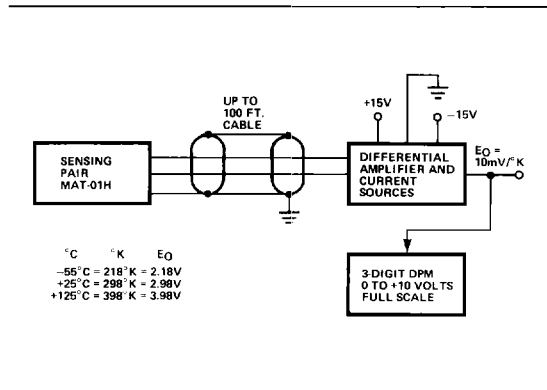 UP TO
100 FT.
CABLE
+15V
−15V
SENSING
PAIR
MAT-01H
DIFFERENTIAL
AMPLIFIER AND
CURRENT
SOURCES
EO =
10mV/°K
°C °K EO
−55°C = 218°K = 2.18V
+25°C = 298°K = 2.98V
+125°C = 398°K = 3.98V
3-DIGIT DPM
0 TO +10 VOLTS
FULL SCALE